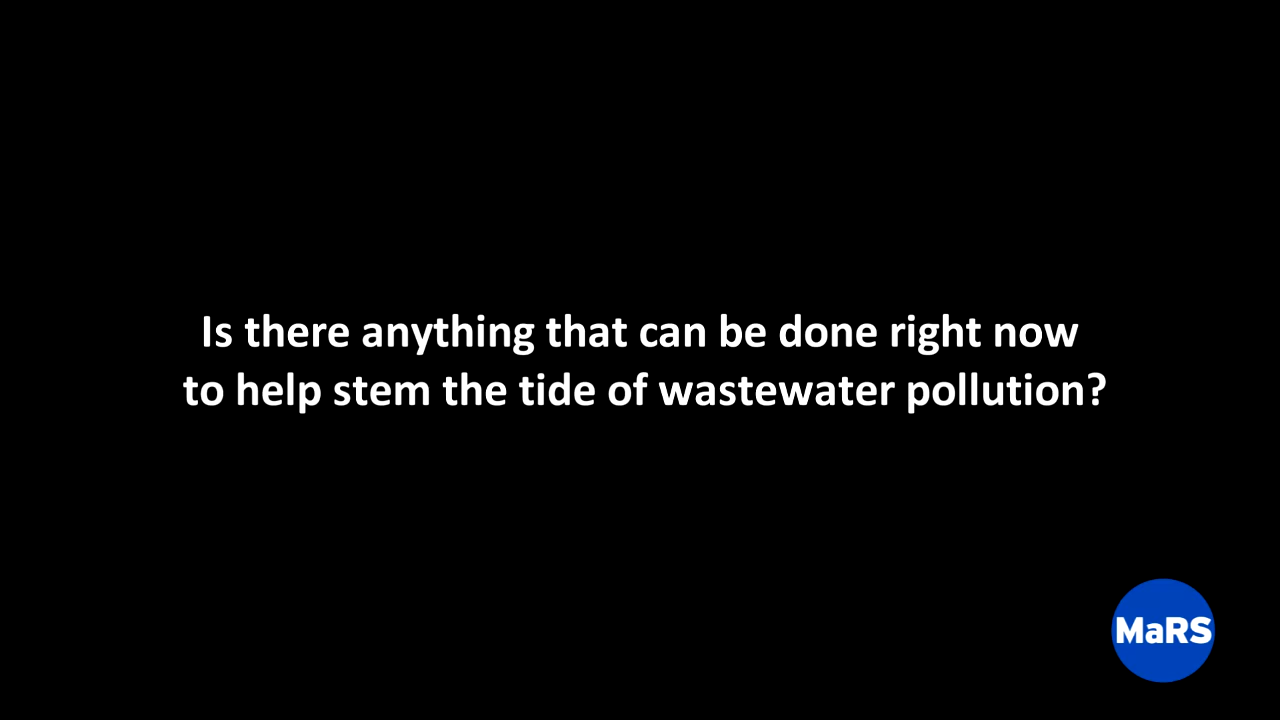 Is there anything that can be done right now
to help stem the tide of wastewater pollution?
MaRS